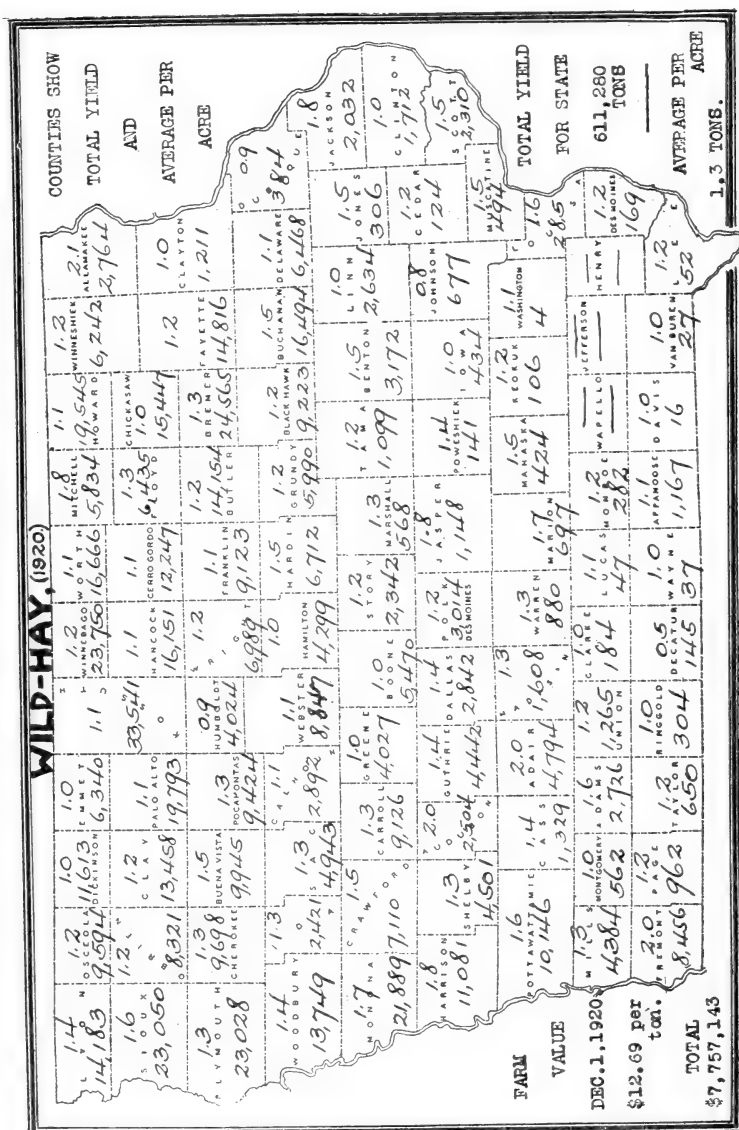 WILD-HAY, (1920.)
COUNTIES SHOW
TOTAL YIELD
AND
AVERAGE PER
ACRE
1.4
LYON
14,183
1.2
OSCEOLA
9,594
1.0
11,613
DICKINSON
1.0
EMMET
6,340
1.2
WINNEBAGO
23,750
1.1
WORTH
16,666
1.8
MITCHELL
5,834
1.1
19,545
HOWARD
1.2
WINNESHIEK
6,242
2.1
ALLAMAKEE
2,764
1.6
SIOUX
23,050
1.2
8,321
1.2
CLAY
13,458
1.1
PALO ALTO
19,793
1.1
33,541
1.1
HANCOCK
16,151
1.1
CERRO GORDO
12,247
1.3
6,435
FLOYD
CHICKASAW
1.0
15,447
1.2
FAYETTE
14,816
1.0
CLAYTON
1,211
1.3
PLYMOUTH
23,028
1.3
9,698
CHEROKEE
1.5
BUENA VISTA
9,945
1.3
POCAHONTAS
9,424
0.9
HUMBOLDT
4,024
1.2
6,989
1.1
FRANKLIN
9,123
1.2
14,154
BUTLER
1.3
BREMER
24,565
1.4
WOODBURY
13,749
1.3
2,421
1.3
SAC
4,943
1.1
CAL
2,892
1.1
WEBSTER
8,847
1.0
HAMILTON
4,299
1.5
HARDIN
6,712
1.2
GRUNDY
5,990
1.2
BLACK HAWK
9,223
1.5
BUCHANAN
16,494
1.1
DELAWARE
6,468
0.9
384
1.8
JACKSON
2,032
1.7
MONONA
21,889
1.5
CRAWFORD
7,110
1.3
CARROLL
9,126
1.0
GREENE
4,027
1.0
BOONE
5,470
1.2
STORY
2,342
1.3
MARSHALL
568
1.2
TAMA
1,099
1.5
BENTON
3,172
1.0
LINN
2,634
1.5
JONES
306
1.0
CLINTON
1,712
1.2
CEDAR
124
1.5
SCOTT
2,310
1.8
HARRISON
11,081
1.3
SHELBY
4,501
2.0
2,504
1.4
GUTHRIE
4,442
1.4
DALLAS
2,842
1.2
POLK
3,014
DES MOINES
1.8
JASPER
1,148
1.4
POWESHIEK
141
1.0
IOWA
434
0.8
JOHNSON
677
1.5
MUSCATINE
494
1.6
POTTAWATTAMIE
10,146
1.4
CASS
1,329
2.0
ADAIR
4,794
1.3
1,608
1.3
WARREN
880
1.7
MARION
697
1.5
MAHASKA
424
1.2
KEOKUK
106
1.1
WASHINGTON
4
1.6
285
1.3
MILLS
4,384
1.0
MONTGOMERY
562
1.6
ADAMS
2,726
1.2
1,265
UNION
1.0
CLARKE
184
1.1
LUCAS
47
1.2
MONROE
282
WAPELLO
JEFFERSON
HENRY
1.2
DES MOINES
169
2.0
FREMONT
8,456
1.2
PAGE
962
1.2
TAYLOR
650
1.0
RINGGOLD
304
0.5
DECATUR
145
1.0
WAYNE
37
1.1
APPANOOSE
1,167
1.0
DAVIS
16
1.0
VAN BUREN
27
1.2
LEE
52
FARM
VALUE
DEC.1,1920
$12.69 per
ton.
TOTAL
$7,757,143
TOTAL YIELD
FOR STATE
611,280
TONS
AVERAGE PER
ACRE
1.3 TONS.